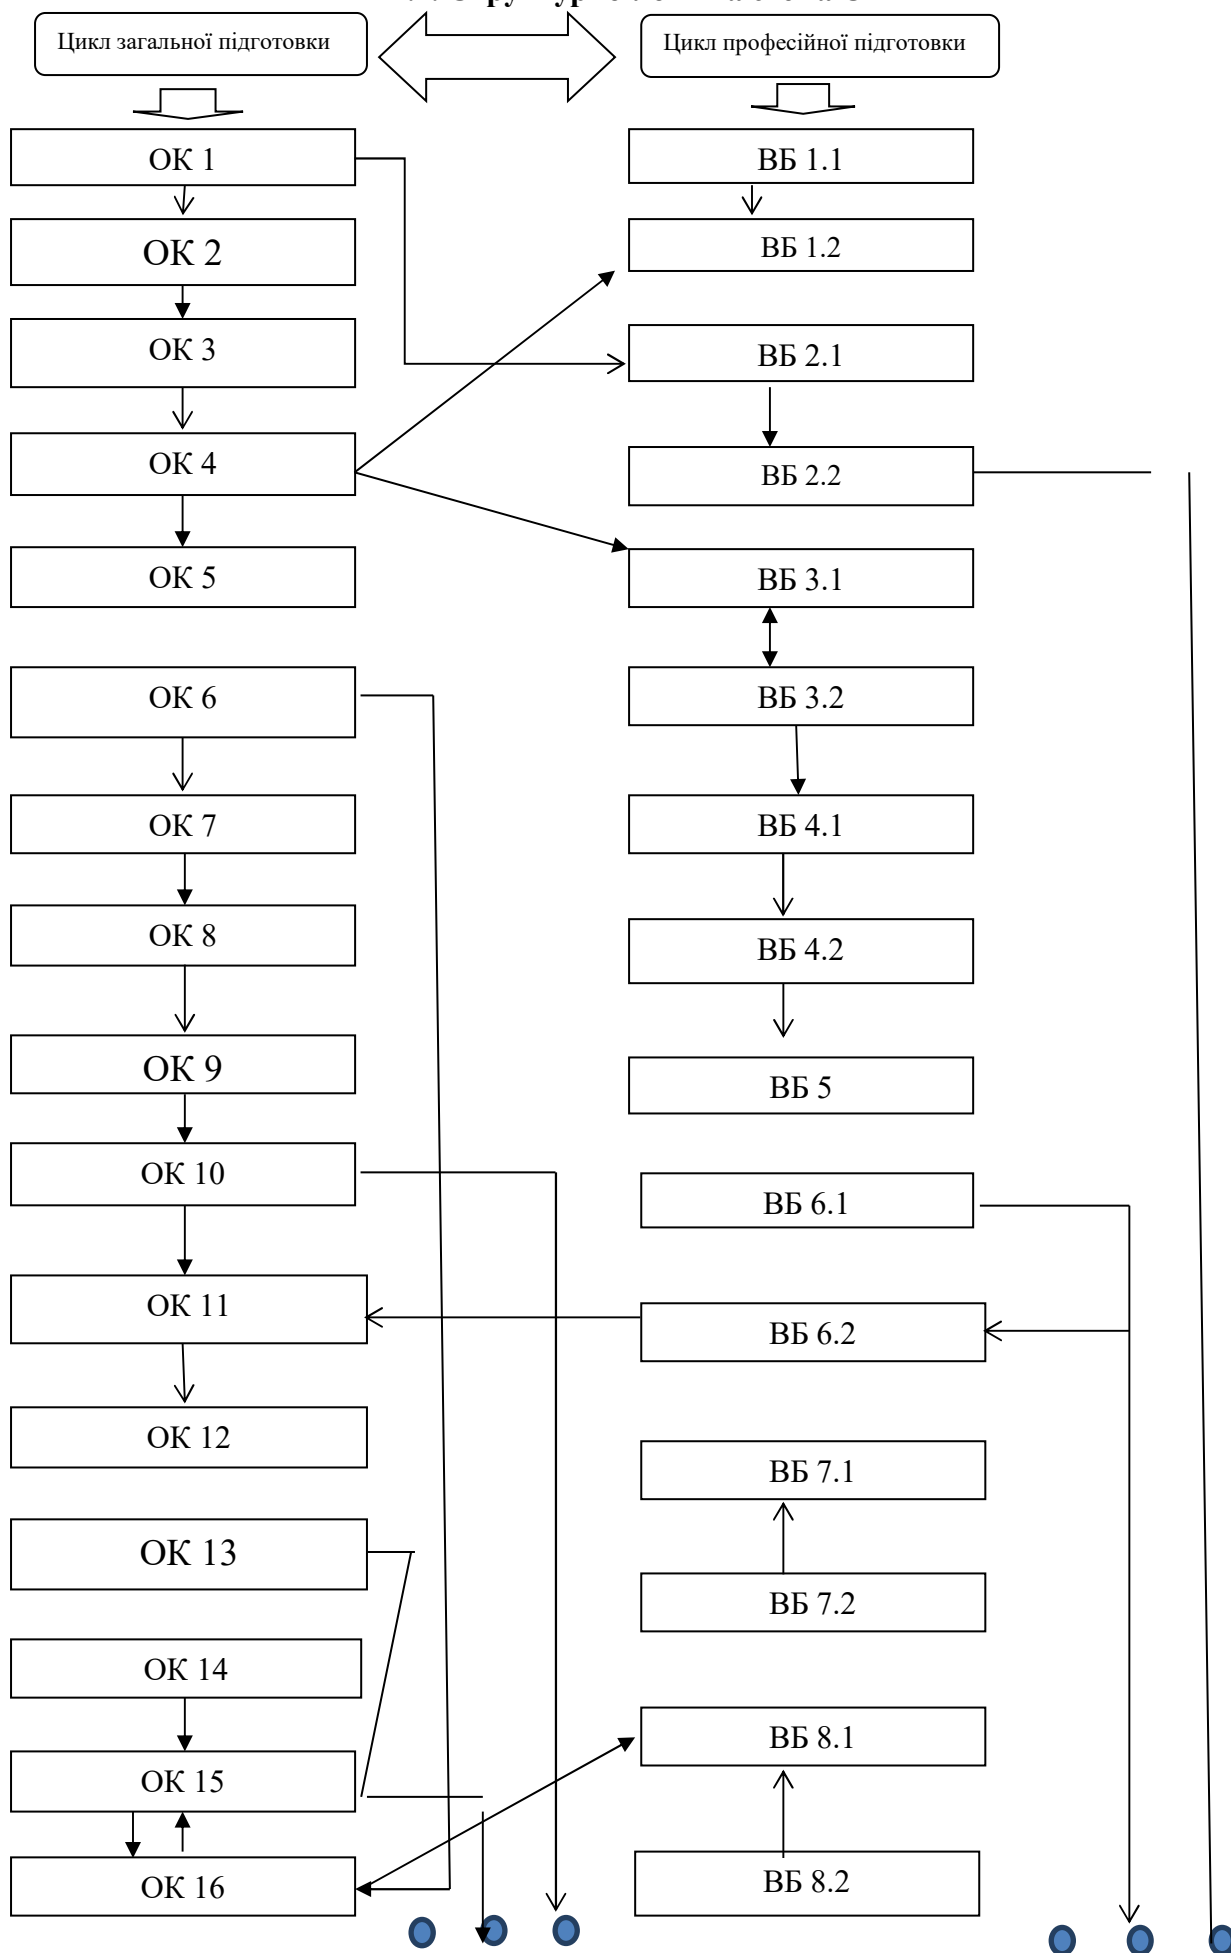 Цикл загальної підготовки
Цикл професійної підготовки
ОК 1
ВБ 1.1
ОК 2
ВБ 1.2
ОК 3
ВБ 2.1
ОК 4
ВБ 2.2
ОК 5
ВБ 3.1
ОК 6
ВБ 3.2
ОК 7
ВБ 4.1
ОК 8
ВБ 4.2
ОК 9
ВБ 5
ОК 10
ВБ 6.1
ОК 11
ВБ 6.2
ОК 12
ВБ 7.1
ОК 13
ВБ 7.2
ОК 14
ВБ 8.1
ОК 15
ВБ 8.2
ОК 16